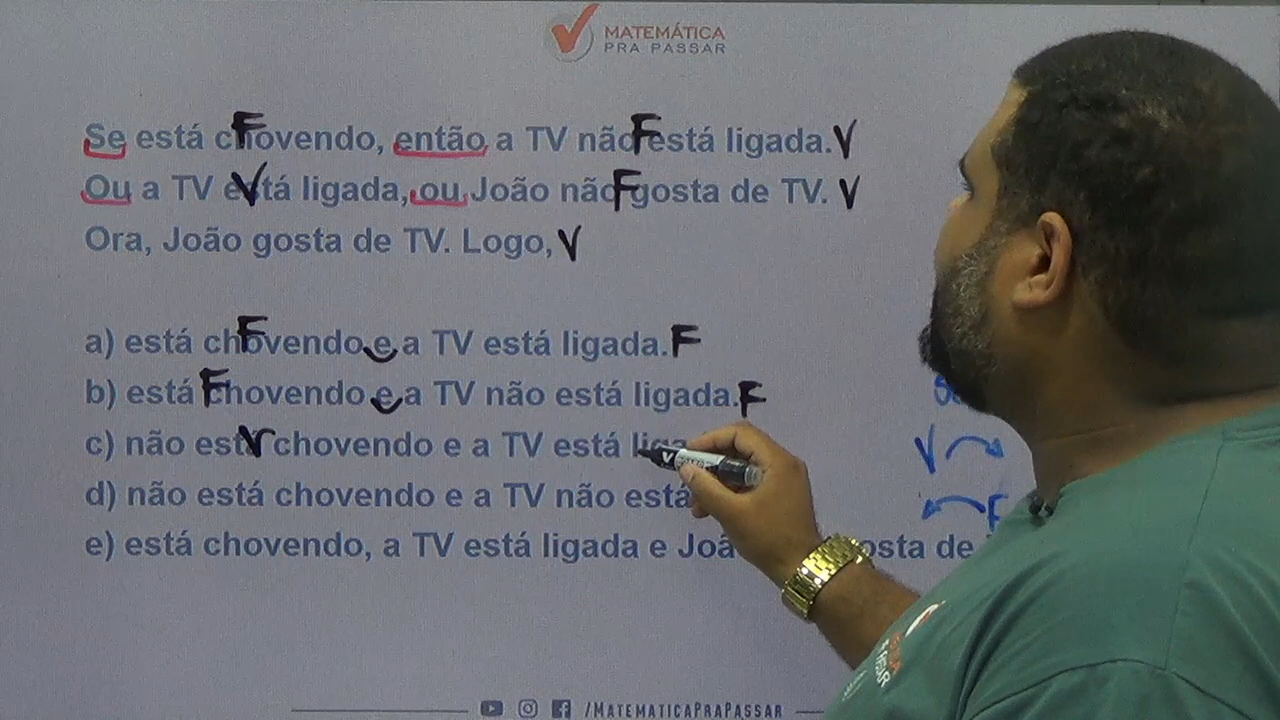 MATEMÁTICA
PRA PASSAR
Se está chovendo, então a TV não está ligada. V
F F
Ou a TV está ligada, ou João não gosta de TV. V
V F
Ora, João gosta de TV. Logo, V
a) está chovendo e a TV está ligada. F
F
b) está chovendo e a TV não está ligada. F
F
c) não está chovendo e a TV está
V
V
d) não está chovendo e a TV não está
F
e) está chovendo, a TV está ligada e osta de
/MATEMATICAPRAPASSAR